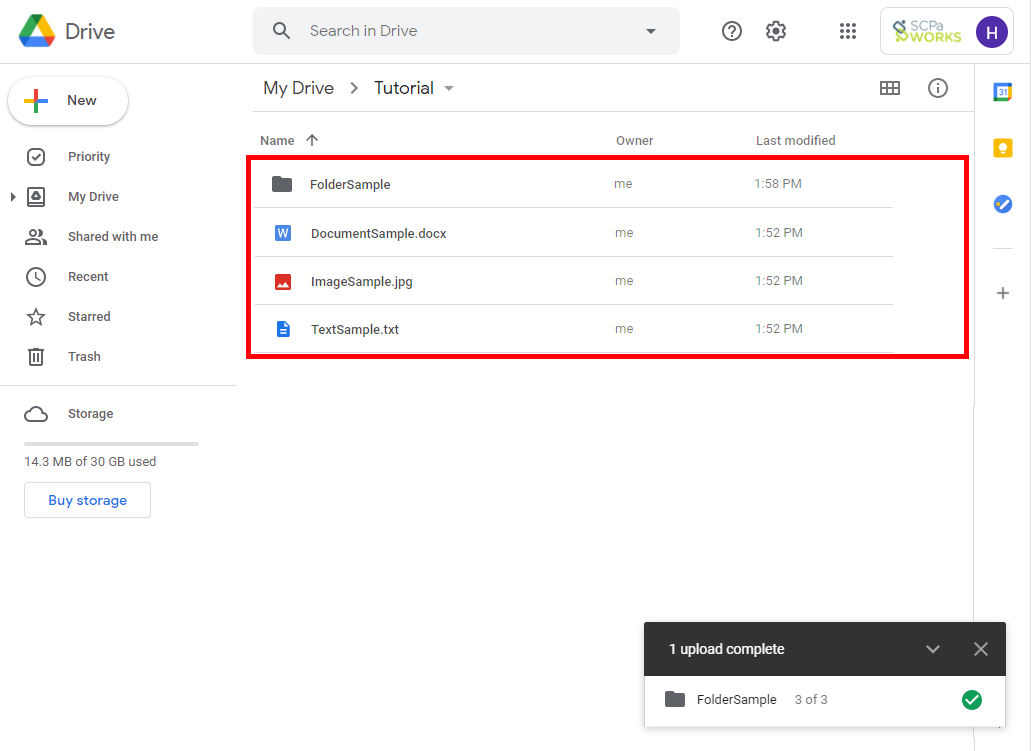 Drive
Search in Drive
SCPa
WORKS
H
New
My Drive
Tutorial
31
Name
Owner
Last modified
Priority
My Drive
Shared with me
Recent
Starred
Trash
Storage
14.3 MB of 30 GB used
Buy storage
FolderSample me 1:58 PM
W DocumentSample.docx me 1:52 PM
ImageSample.jpg me 1:52 PM
TextSample.txt me 1:52 PM
1 upload complete
FolderSample 3 of 3